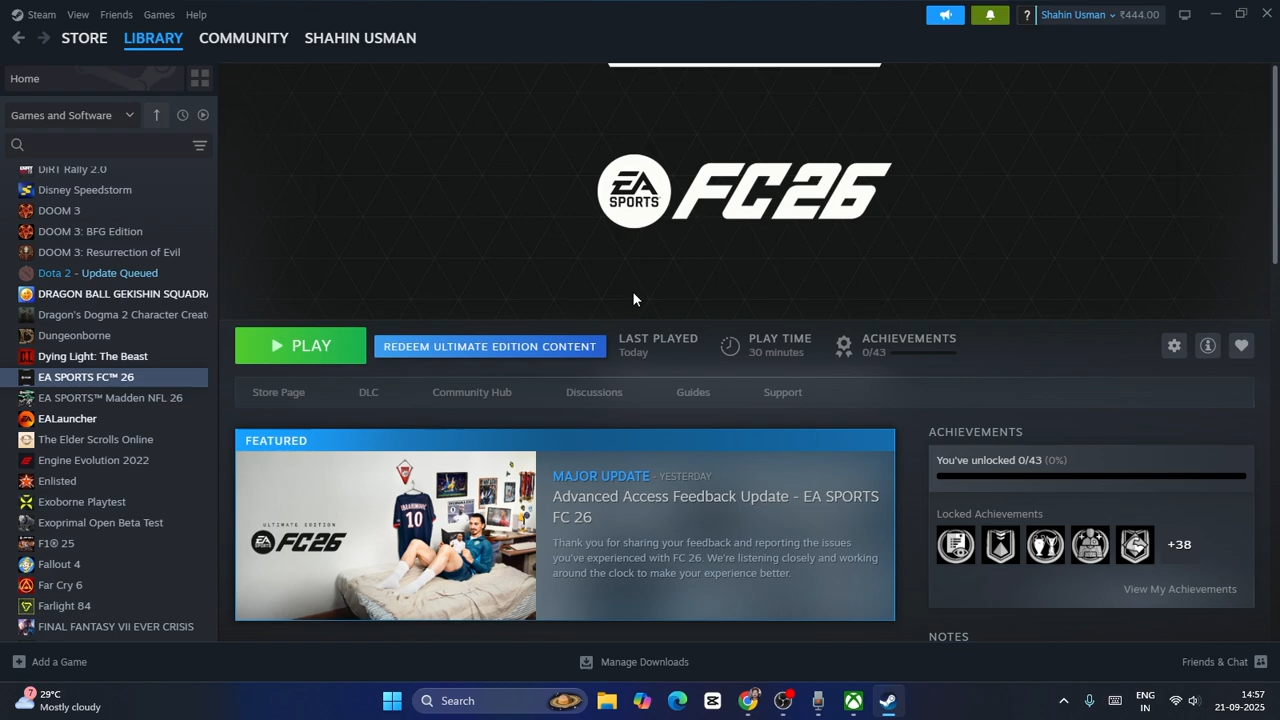 Steam View Friends Games Help
? Shahin Usman ₹444.00
STORE LIBRARY COMMUNITY SHAHIN USMAN
Home
Games and Software
DiRT Rally 2.0
Disney Speedstorm
DOOM 3
DOOM 3: BFG Edition
DOOM 3: Resurrection of Evil
Dota 2 - Update Queued
DRAGON BALL GEKISHIN SQUADRA
Dragon's Dogma 2 Character Creat
Dungeonborne
Dying Light: The Beast
EA SPORTS FC™ 26
EA SPORTS™ Madden NFL 26
EALauncher
The Elder Scrolls Online
Engine Evolution 2022
Enlisted
Exoborne Playtest
Exoprimal Open Beta Test
F1® 25
Fallout 4
Far Cry 6
Farlight 84
FINAL FANTASY VII EVER CRISIS
EA
SPORTS
FC26
PLAY
REDEEM ULTIMATE EDITION CONTENT
LAST PLAYED
Today
PLAY TIME
30 minutes
ACHIEVEMENTS
0/43
Store Page DLC Community Hub Discussions Guides Support
FEATURED
ULTIMATE EDITION
EA SPORTS FC26
IBRAHIMOVIC
10
MAJOR UPDATE - YESTERDAY
Advanced Access Feedback Update - EA SPORTS
FC 26
Thank you for sharing your feedback and reporting the issues
you've experienced with FC 26. We're listening closely and working
around the clock to make your experience better.
ACHIEVEMENTS
You've unlocked 0/43 (0%)
Locked Achievements
+38
View My Achievements
NOTES
Add a Game
Manage Downloads
Friends & Chat
7
29°C
Mostly cloudy
Search
ENG
IN
14:57
21-09-2025